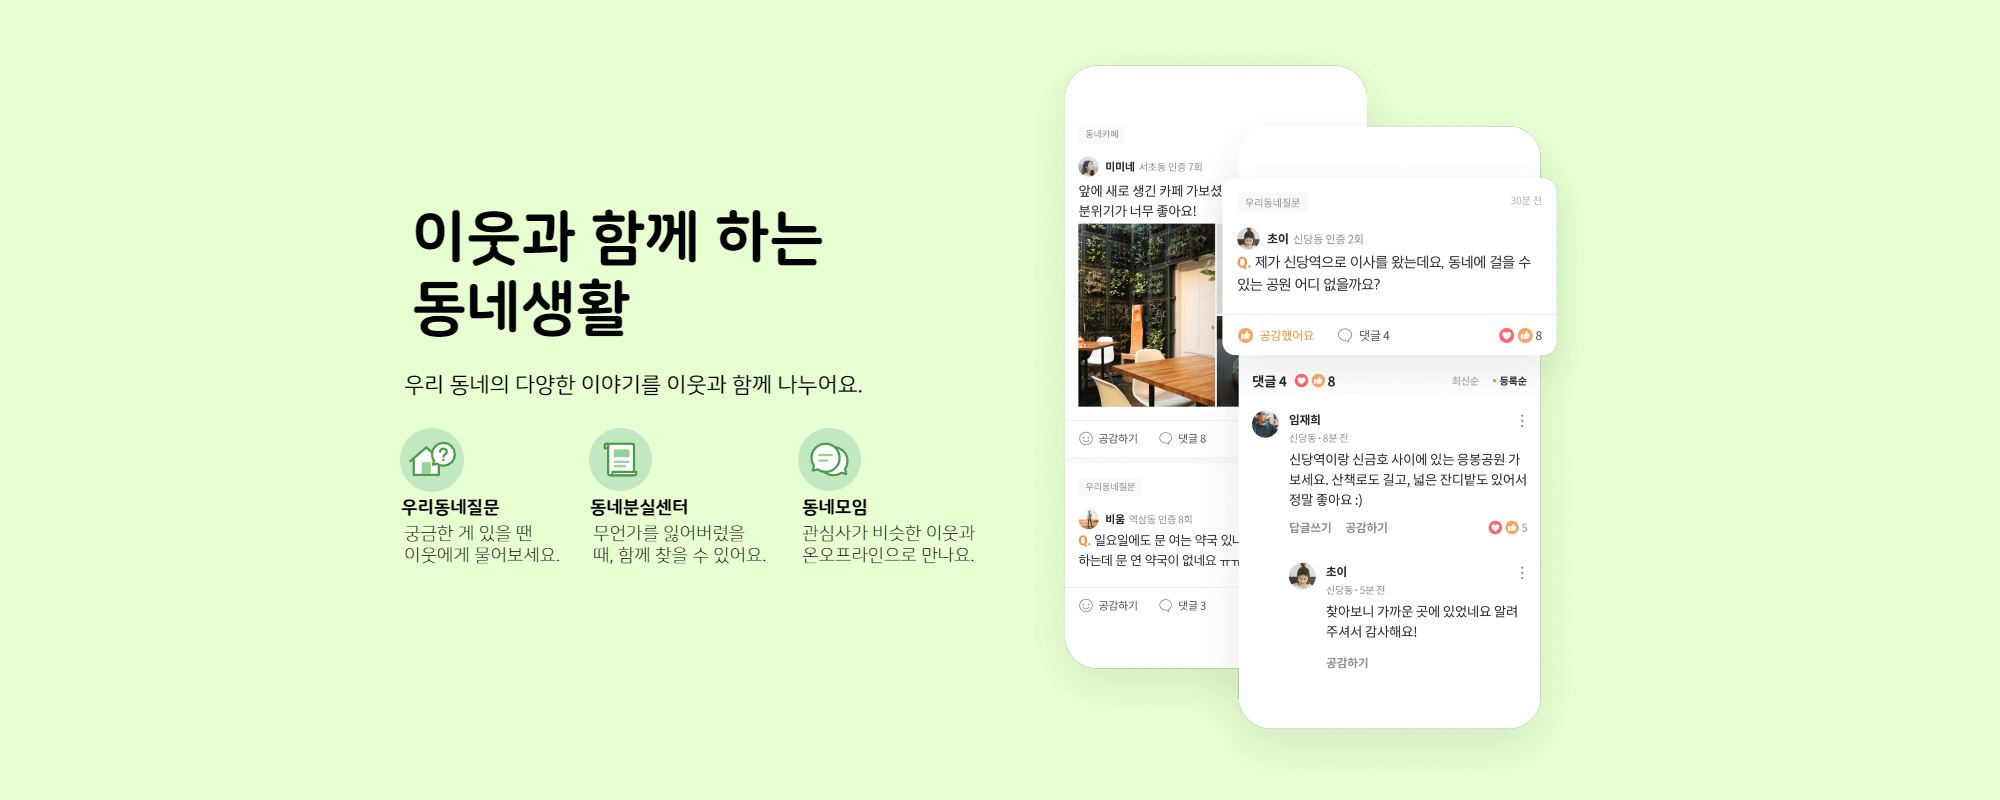 이웃과 함께 하는
동네생활
우리 동네의 다양한 이야기를 이웃과 함께 나누어요.
우리동네질문
궁금한 게 있을 땐
이웃에게 물어보세요.
동네분실센터
무언가를 잃어버렸을
때, 함께 찾을 수 있어요.
동네모임
관심사가 비슷한 이웃과
온오프라인으로 만나요.
동네카페
미미네 서초동 인증 7회
앞에 새로 생긴 카페 가보셨
분위기가 너무 좋아요!
공감하기 댓글 8
우리동네질문
비움 역삼동 인증 8회
Q. 일요일에도 문 여는 약국 있나
하는데 문 연 약국이 없네요 ㅠㅠ
공감하기 댓글 3
우리동네질문 30분 전
초이 신당동 인증 2회
Q. 제가 신당역으로 이사를 왔는데요, 동네에 걸을 수
있는 공원 어디 없을까요?
공감했어요 댓글 4 8
댓글 4 8 최신순 등록순
임재희
신당동 · 8분 전
신당역이랑 신금호 사이에 있는 응봉공원 가
보세요. 산책로도 길고, 넓은 잔디밭도 있어서
정말 좋아요 :)
답글쓰기 공감하기 5
초이
신당동 · 5분 전
찾아보니 가까운 곳에 있었네요 알려
주셔서 감사해요!
공감하기